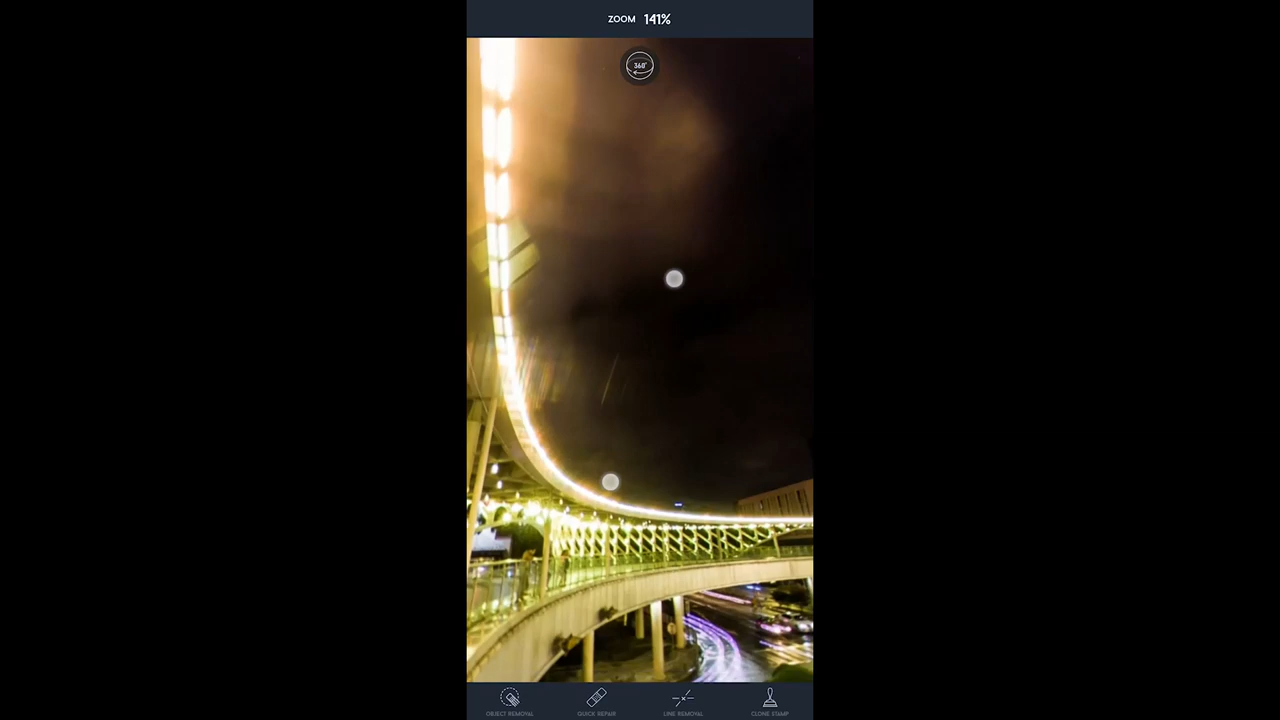 ZOOM 141%
360°
OBJECT REMOVAL QUICK REPAIR LINE REMOVAL CLONE STAMP